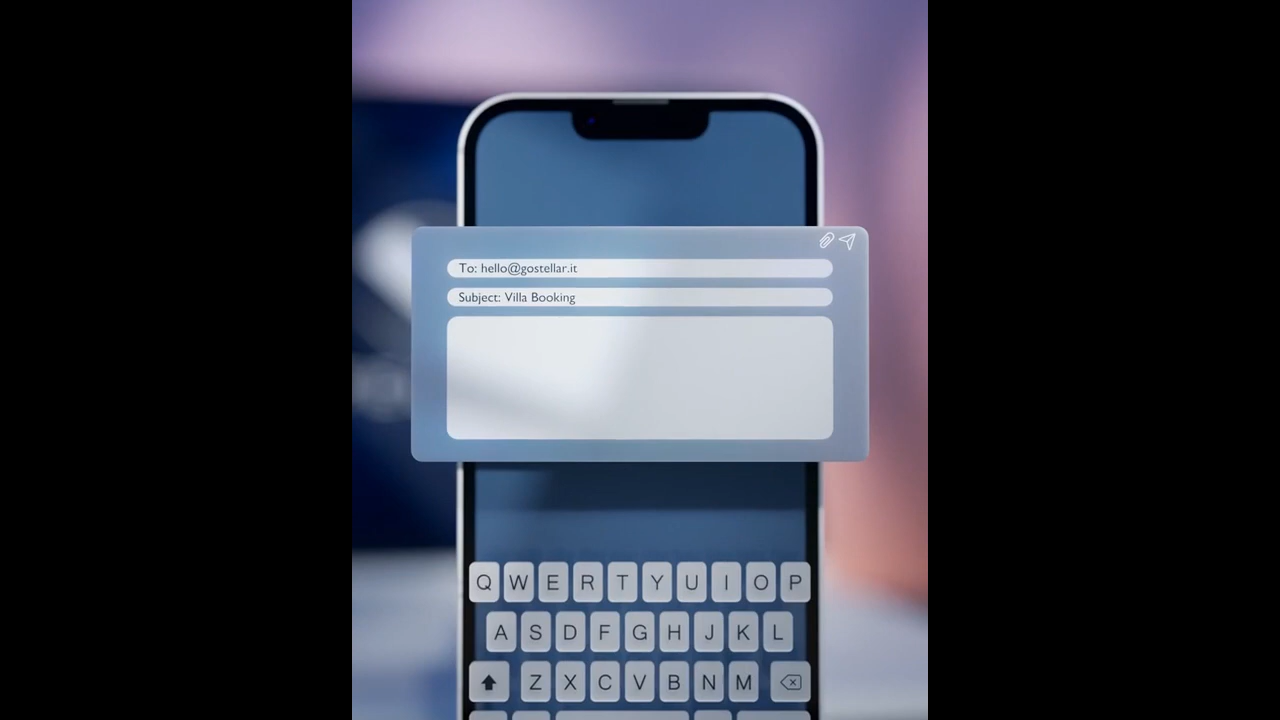 To: hello@gostellar.it
Subject: Villa Booking
Q W E R T Y U I O P
A S D F G H J K L
Z X C V B N M